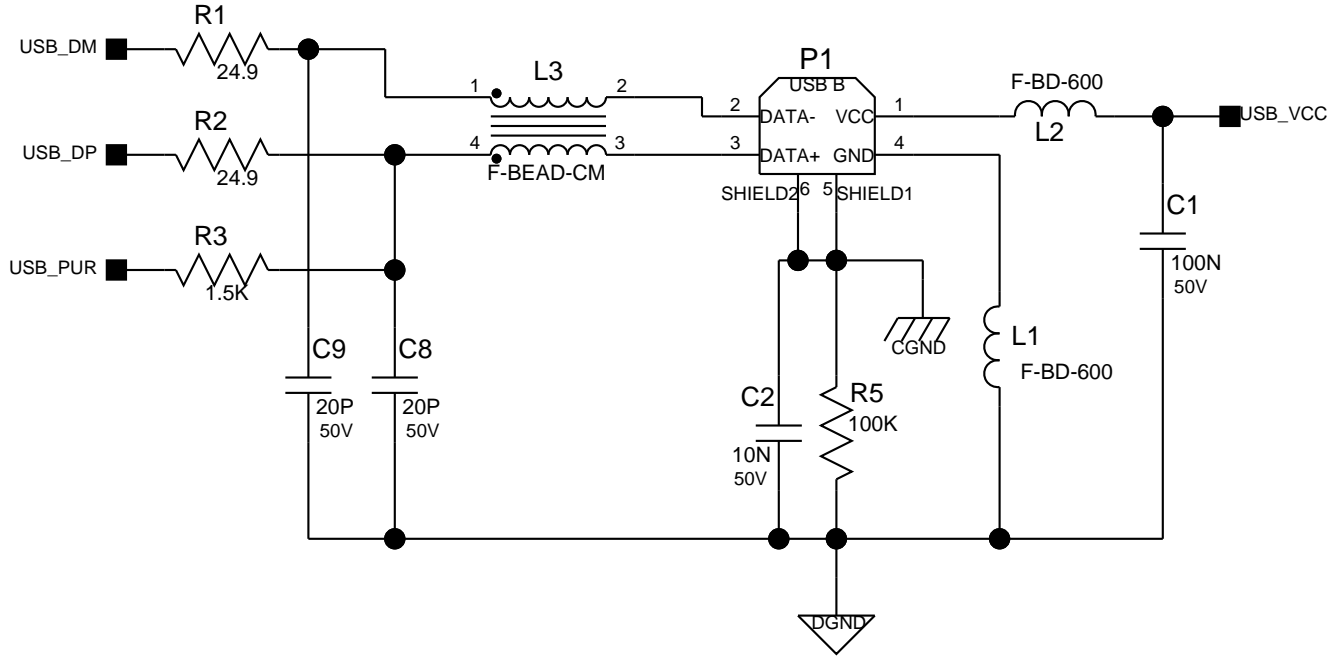 R1
USB_DM
24.9
R2
USB_DP
24.9
R3
USB_PUR
1.5K
C9
20P
50V
C8
20P
50V
L3
1
2
4
3
F-BEAD-CM
P1
USB B
2
DATA-
VCC
1
3
DATA+
GND
4
SHIELD2
6
5
SHIELD1
F-BD-600
L2
USB_VCC
C1
100N
50V
CGND
L1
F-BD-600
C2
10N
50V
R5
100K
DGND